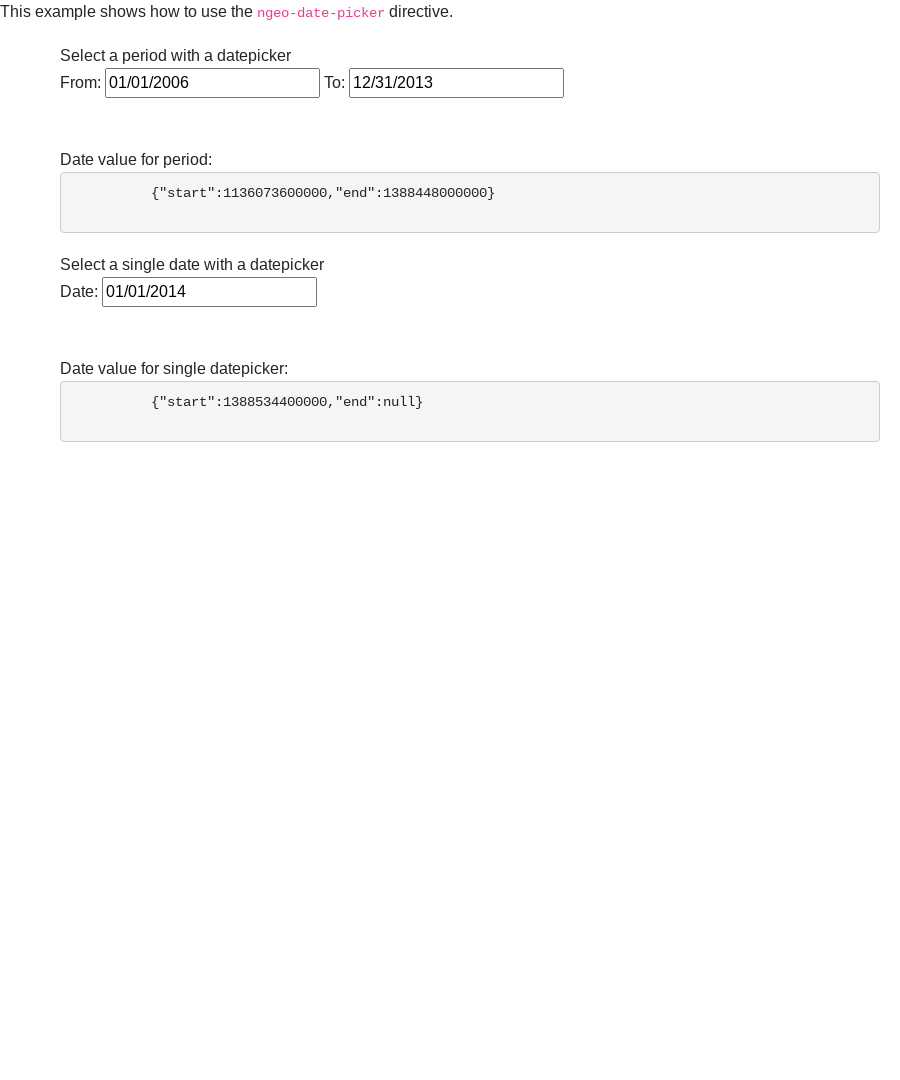 This example shows how to use the ngeo-date-picker directive.
Select a period with a datepicker
From: 01/01/2006 To: 12/31/2013
Date value for period:
{"start":1136073600000,"end":1388448000000}
Select a single date with a datepicker
Date: 01/01/2014
Date value for single datepicker:
{"start":1388534400000,"end":null}